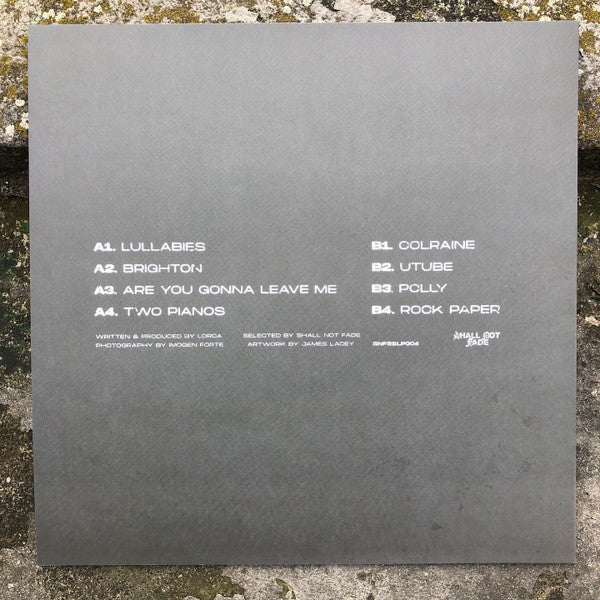 A1. LULLABIES
A2. BRIGHTON
A3. ARE YOU GONNA LEAVE ME
A4. TWO PIANOS
B1. COLRAINE
B2. UTUBE
B3. POLLY
B4. ROCK PAPER
WRITTEN & PRODUCED BY LORCA
PHOTOGRAPHY BY IMOGEN FORTE
SELECTED BY SHALL NOT FADE
ARTWORK BY JAMES LACEY
SNFSSLP004
SHALL NOT
FADE